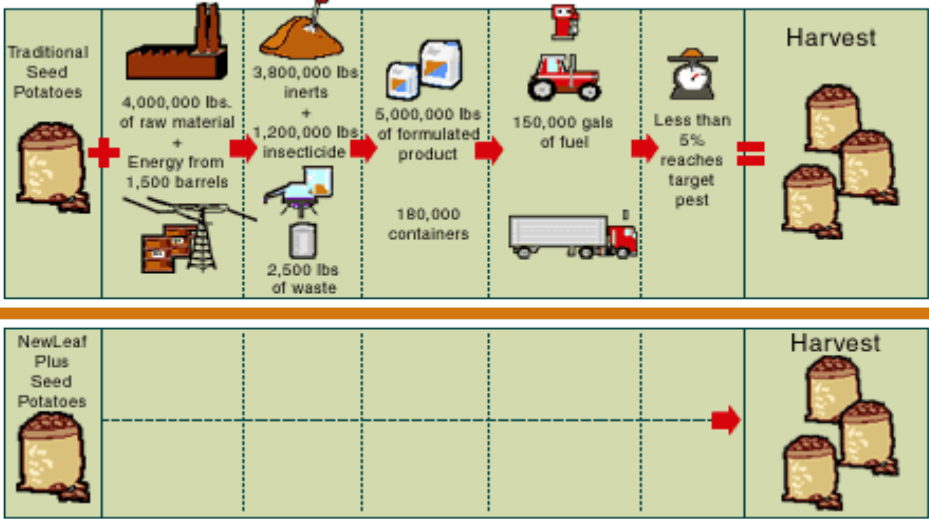 Traditional
Seed
Potatoes
4,000,000 lbs.
of raw material
+
Energy from
1,500 barrels
3,800,000 lbs
inerts
+
1,200,000 lbs
insecticide
2,500 lbs
of waste
5,000,000 lbs
of formulated
product
180,000
containers
150,000 gals
of fuel
Less than
5%
reaches
target
pest
Harvest
NewLeaf
Plus
Seed
Potatoes
Harvest